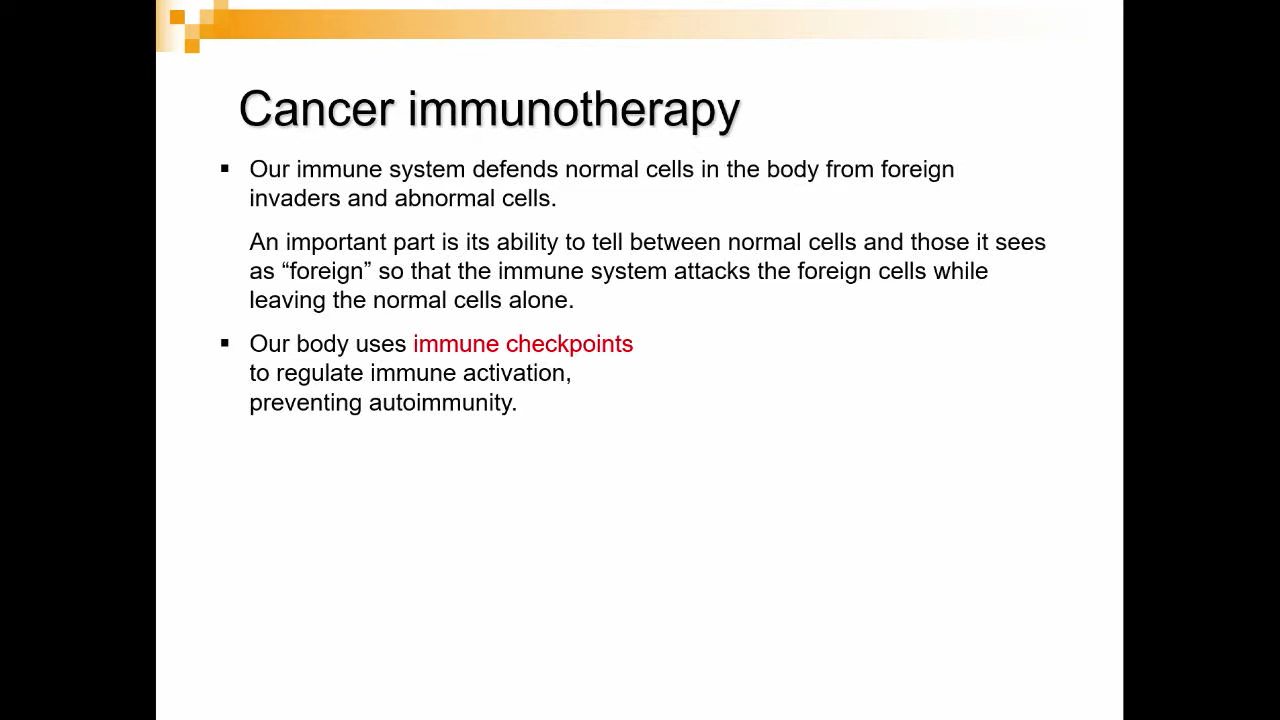 Cancer immunotherapy
▪ Our immune system defends normal cells in the body from foreign
invaders and abnormal cells.
An important part is its ability to tell between normal cells and those it sees
as “foreign” so that the immune system attacks the foreign cells while
leaving the normal cells alone.
▪ Our body uses immune checkpoints
to regulate immune activation,
preventing autoimmunity.